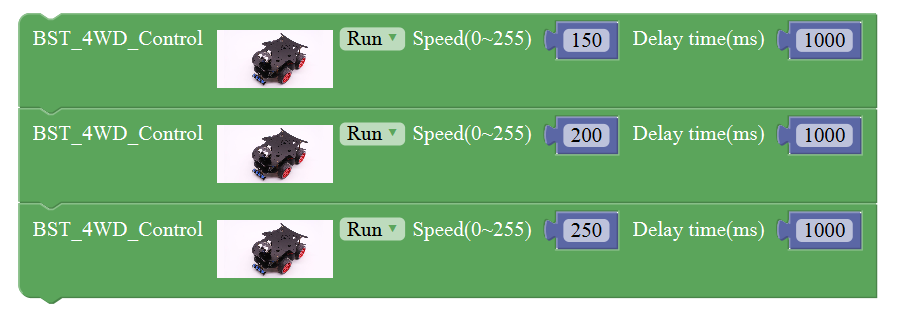 BST_4WD_Control Run Speed(0~255) 150 Delay time(ms) 1000
BST_4WD_Control Run Speed(0~255) 200 Delay time(ms) 1000
BST_4WD_Control Run Speed(0~255) 250 Delay time(ms) 1000